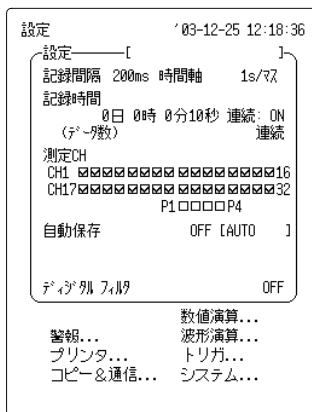 設定 '03-12-25 12:18:36
設定 [ ]
記録間隔 200ms 時間軸 1s/マス
記録時間
0日 0時 0分10秒 連続: ON
(データ数) 連続
測定CH
CH1 ☑☑☑☑☑☑☑☑☑☑☑☑☑☑☑☑16
CH17☑☑☑☑☑☑☑☑☑☑☑☑☑☑☑☑32
P1□□□□P4
自動保存 OFF [AUTO ]
ディジタル フィルタ OFF
数値演算...
警報... 波形演算...
プリンタ... トリガ...
コピー&通信... システム...